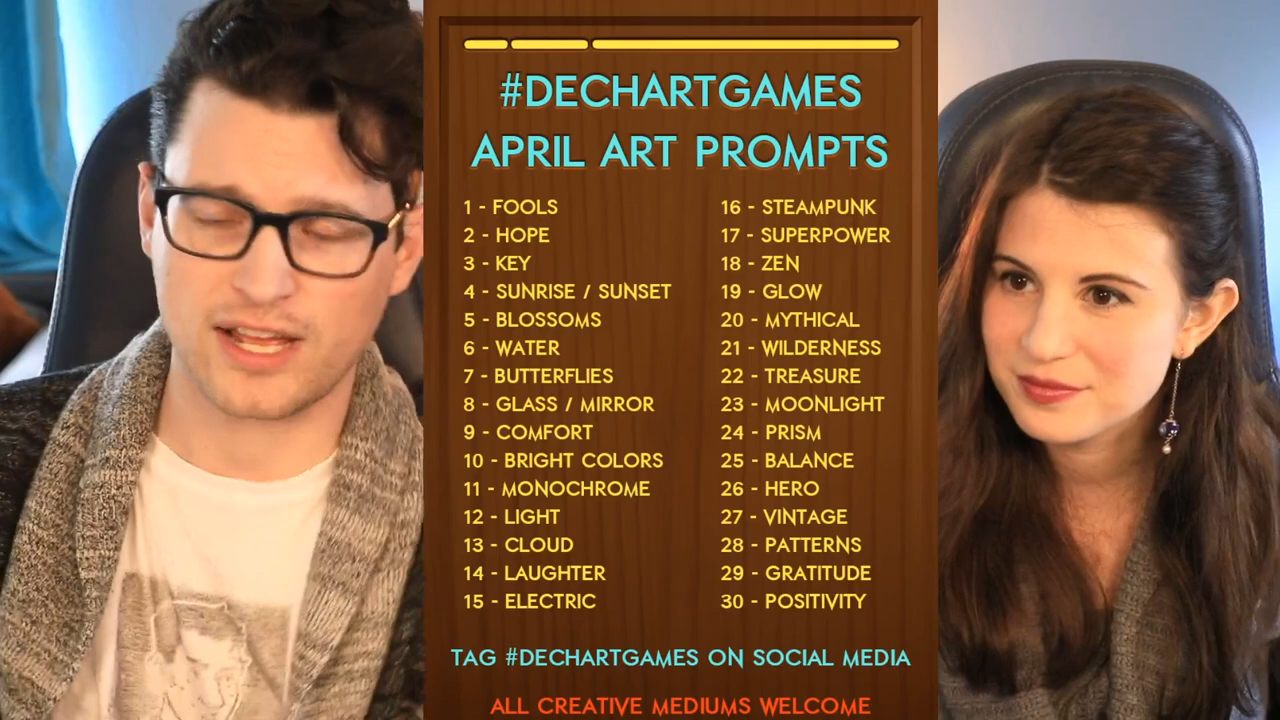 #DECHARTGAMES
APRIL ART PROMPTS
1 - FOOLS
2 - HOPE
3 - KEY
4 - SUNRISE / SUNSET
5 - BLOSSOMS
6 - WATER
7 - BUTTERFLIES
8 - GLASS / MIRROR
9 - COMFORT
10 - BRIGHT COLORS
11 - MONOCHROME
12 - LIGHT
13 - CLOUD
14 - LAUGHTER
15 - ELECTRIC
16 - STEAMPUNK
17 - SUPERPOWER
18 - ZEN
19 - GLOW
20 - MYTHICAL
21 - WILDERNESS
22 - TREASURE
23 - MOONLIGHT
24 - PRISM
25 - BALANCE
26 - HERO
27 - VINTAGE
28 - PATTERNS
29 - GRATITUDE
30 - POSITIVITY
TAG #DECHARTGAMES ON SOCIAL MEDIA
ALL CREATIVE MEDIUMS WELCOME